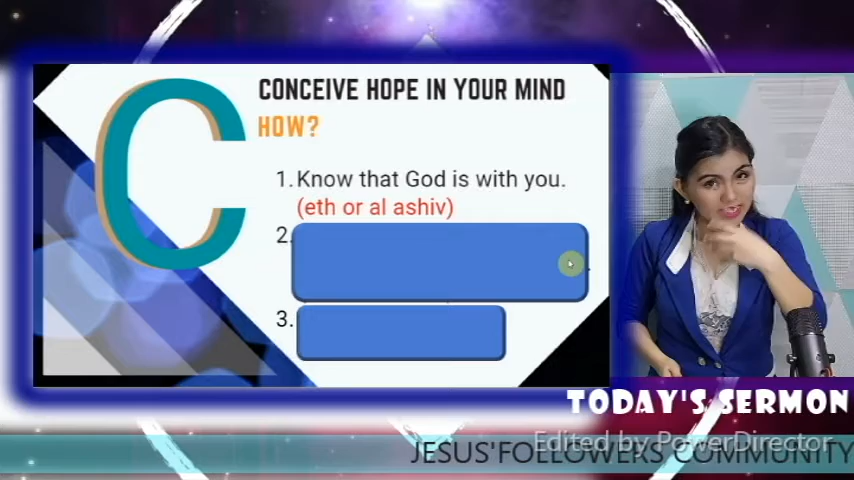 C
CONCEIVE HOPE IN YOUR MIND
HOW?
1. Know that God is with you.
(eth or al ashiv)
2.
3.
TODAY'S SERMON
Edited by PowerDirector
JESUS'FOLLOWERS COMMUNITY